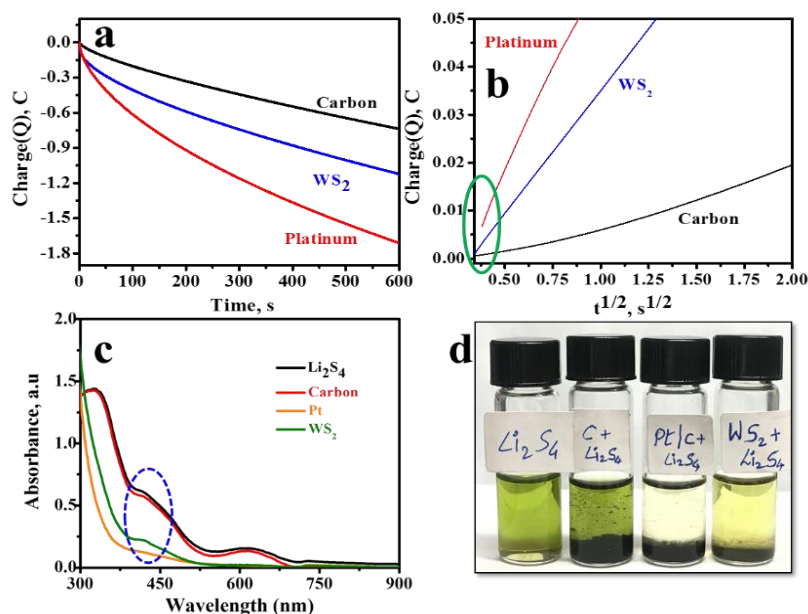 a
0.0
-0.3
-0.6
-0.9
-1.2
-1.5
-1.8
Charge(Q), C
Carbon
WS₂
Platinum
0 100 200 300 400 500 600
Time, s
b
0.05
0.04
0.03
0.02
0.01
0.00
Charge(Q), C
Platinum
WS₂
Carbon
0.50 0.75 1.00 1.25 1.50 1.75 2.00
t^1/2, s^1/2
c
2.0
1.5
1.0
0.5
0.0
Absorbance, a.u
Li₂S₄
Carbon
Pt
WS₂
300 450 600 750 900
Wavelength (nm)
d
Li₂S₄
C+
Li₂S₄
Pt/C+
Li₂S₄
WS₂+
Li₂S₄